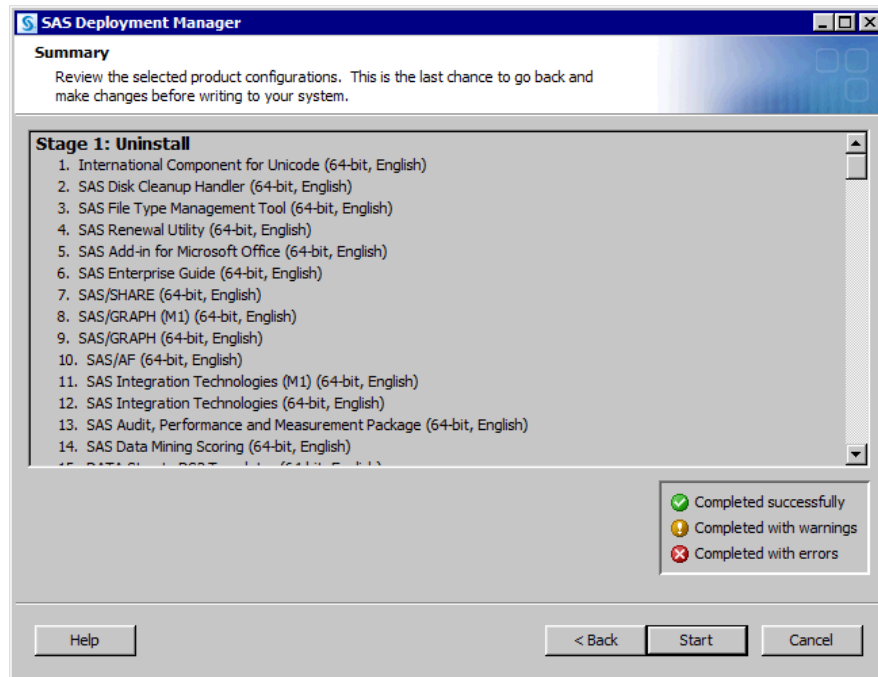 SAS Deployment Manager
Summary
Review the selected product configurations.  This is the last chance to go back and
make changes before writing to your system.
Stage 1: Uninstall
1. International Component for Unicode (64-bit, English)
2. SAS Disk Cleanup Handler (64-bit, English)
3. SAS File Type Management Tool (64-bit, English)
4. SAS Renewal Utility (64-bit, English)
5. SAS Add-in for Microsoft Office (64-bit, English)
6. SAS Enterprise Guide (64-bit, English)
7. SAS/SHARE (64-bit, English)
8. SAS/GRAPH (M1) (64-bit, English)
9. SAS/GRAPH (64-bit, English)
10. SAS/AF (64-bit, English)
11. SAS Integration Technologies (M1) (64-bit, English)
12. SAS Integration Technologies (64-bit, English)
13. SAS Audit, Performance and Measurement Package (64-bit, English)
14. SAS Data Mining Scoring (64-bit, English)
Completed successfully
Completed with warnings
Completed with errors
Help
< Back
Start
Cancel